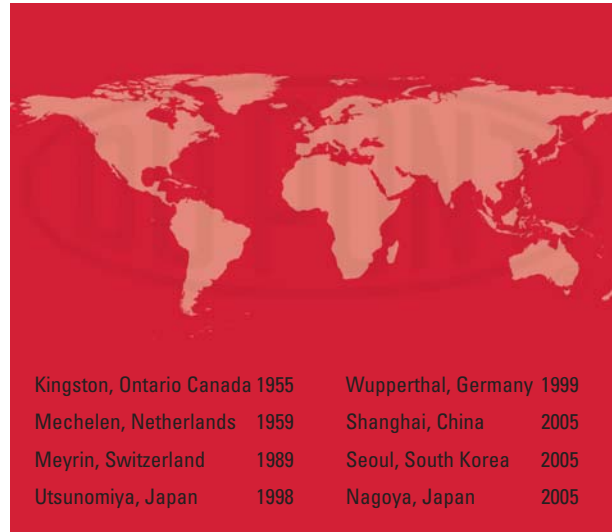 DUPONT
Kingston, Ontario Canada 1955
Mechelen, Netherlands 1959
Meyrin, Switzerland 1989
Utsunomiya, Japan 1998
Wupperthal, Germany 1999
Shanghai, China 2005
Seoul, South Korea 2005
Nagoya, Japan 2005